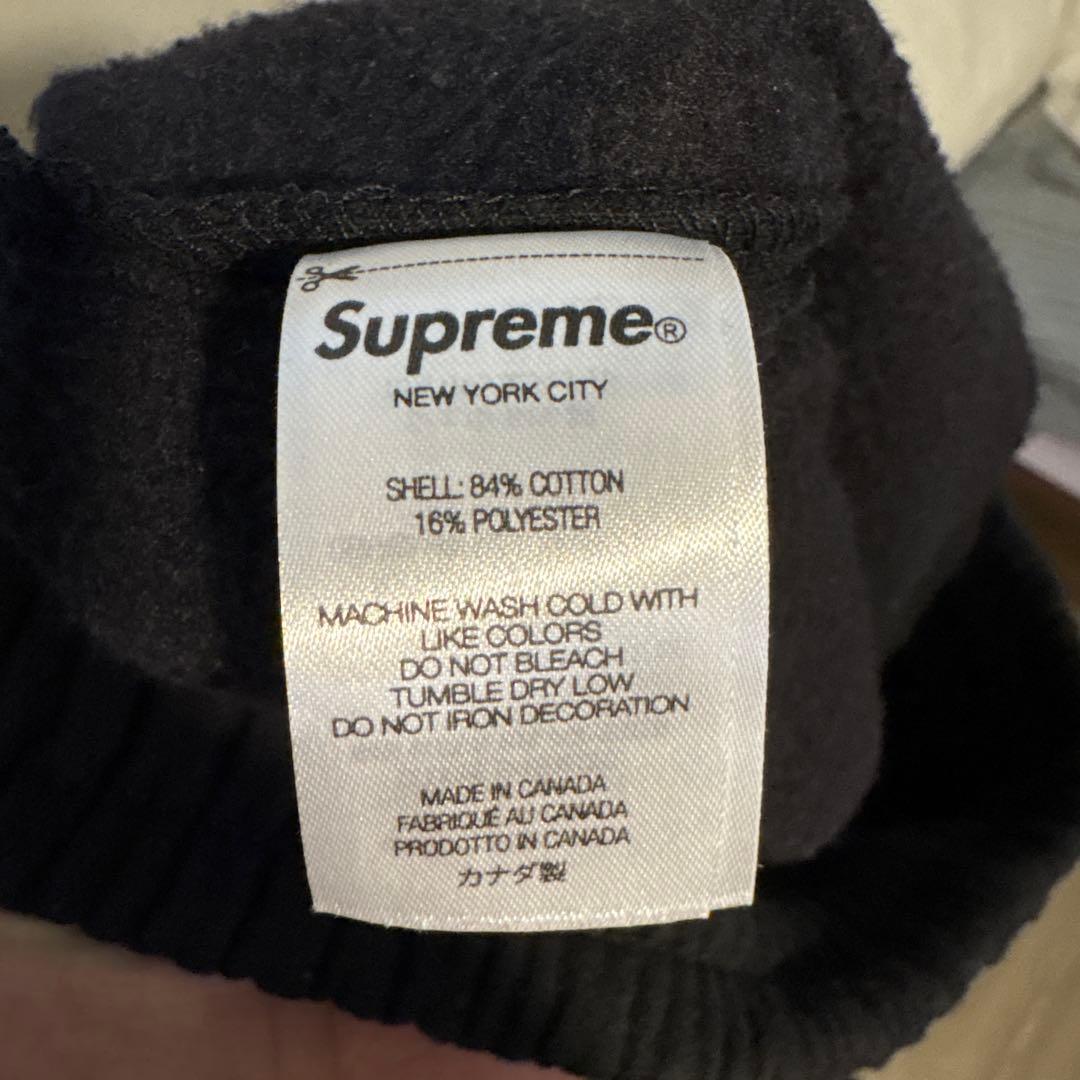 Supreme®
NEW YORK CITY
SHELL: 84% COTTON
16% POLYESTER
MACHINE WASH COLD WITH
LIKE COLORS
DO NOT BLEACH
TUMBLE DRY LOW
DO NOT IRON DECORATION
MADE IN CANADA
FABRIQUÉ AU CANADA
PRODOTTO IN CANADA
カナダ製